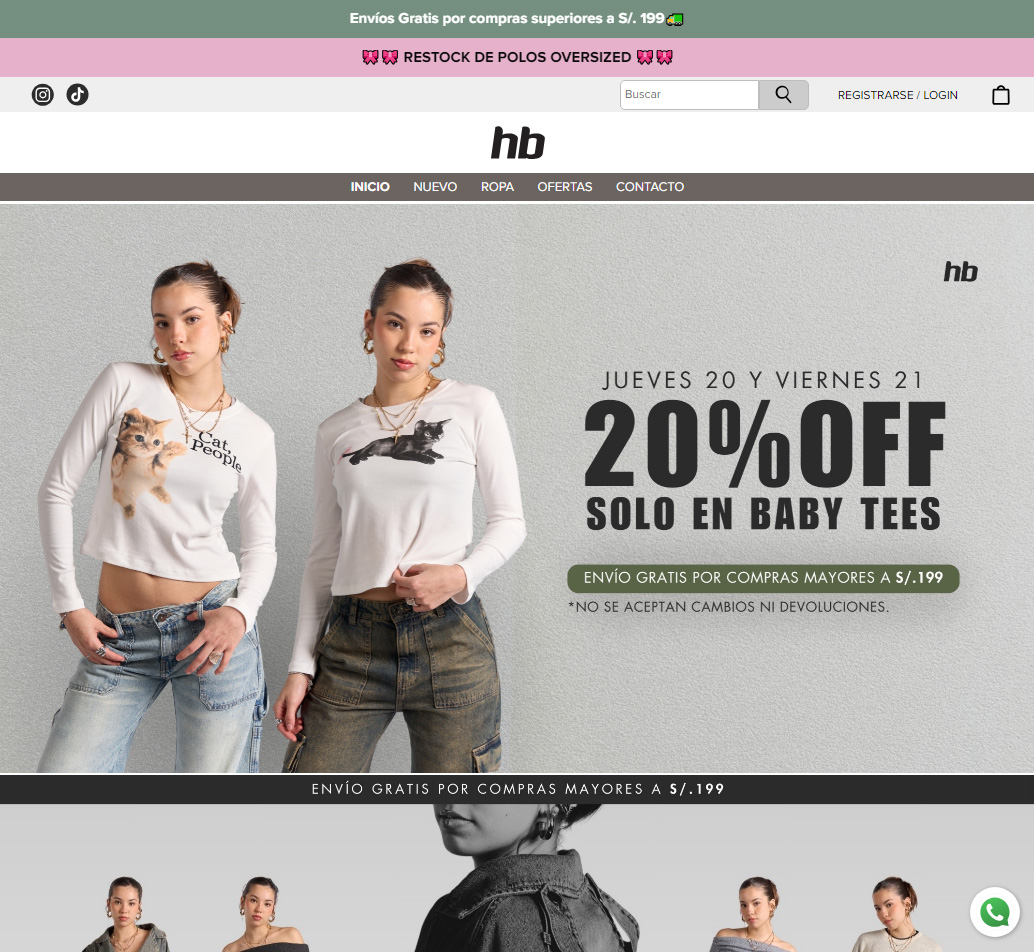 Envíos Gratis por compras superiores a S/. 199🚛
🎀🎀 RESTOCK DE POLOS OVERSIZED 🎀🎀
Buscar
REGISTRARSE / LOGIN
hb
INICIO NUEVO ROPA OFERTAS CONTACTO
hb
JUEVES 20 Y VIERNES 21
20%OFF
SOLO EN BABY TEES
ENVÍO GRATIS POR COMPRAS MAYORES A S/.199
*NO SE ACEPTAN CAMBIOS NI DEVOLUCIONES.
Cat
People
ENVÍO GRATIS POR COMPRAS MAYORES A S/.199